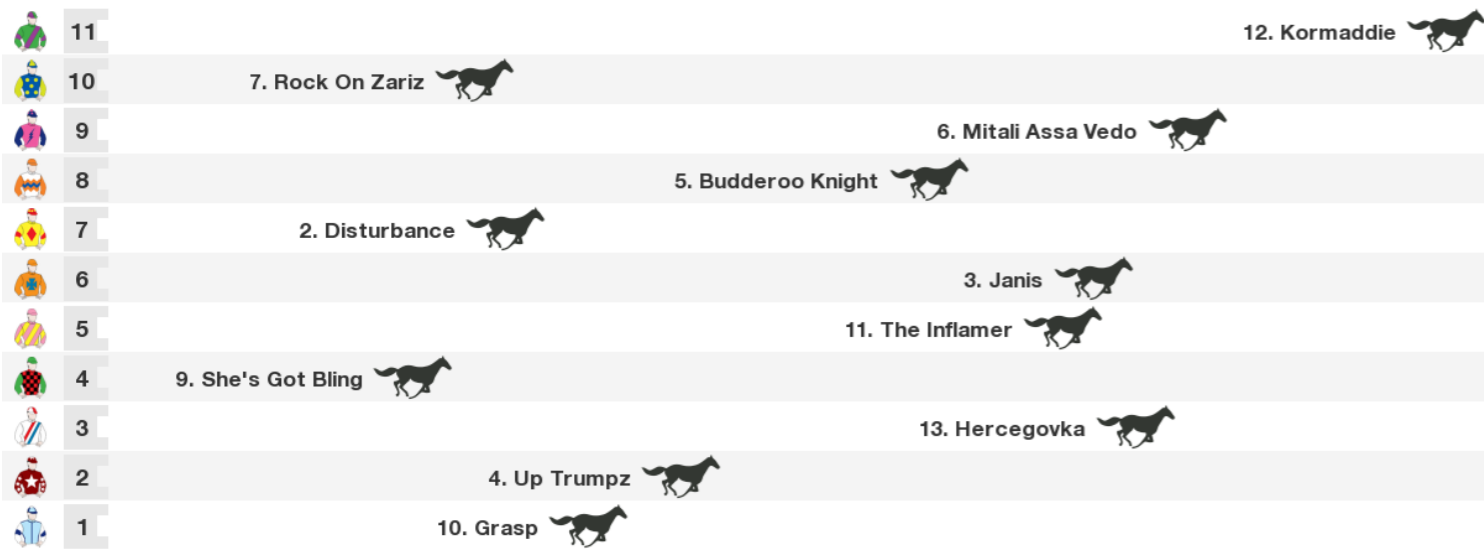 11 12. Kormaddie
10 7. Rock On Zariz
9 6. Mitali Assa Vedo
8 5. Budderoo Knight
7 2. Disturbance
6 3. Janis
5 11. The Inflamer
4 9. She's Got Bling
3 13. Hercegovka
2 4. Up Trumpz
1 10. Grasp